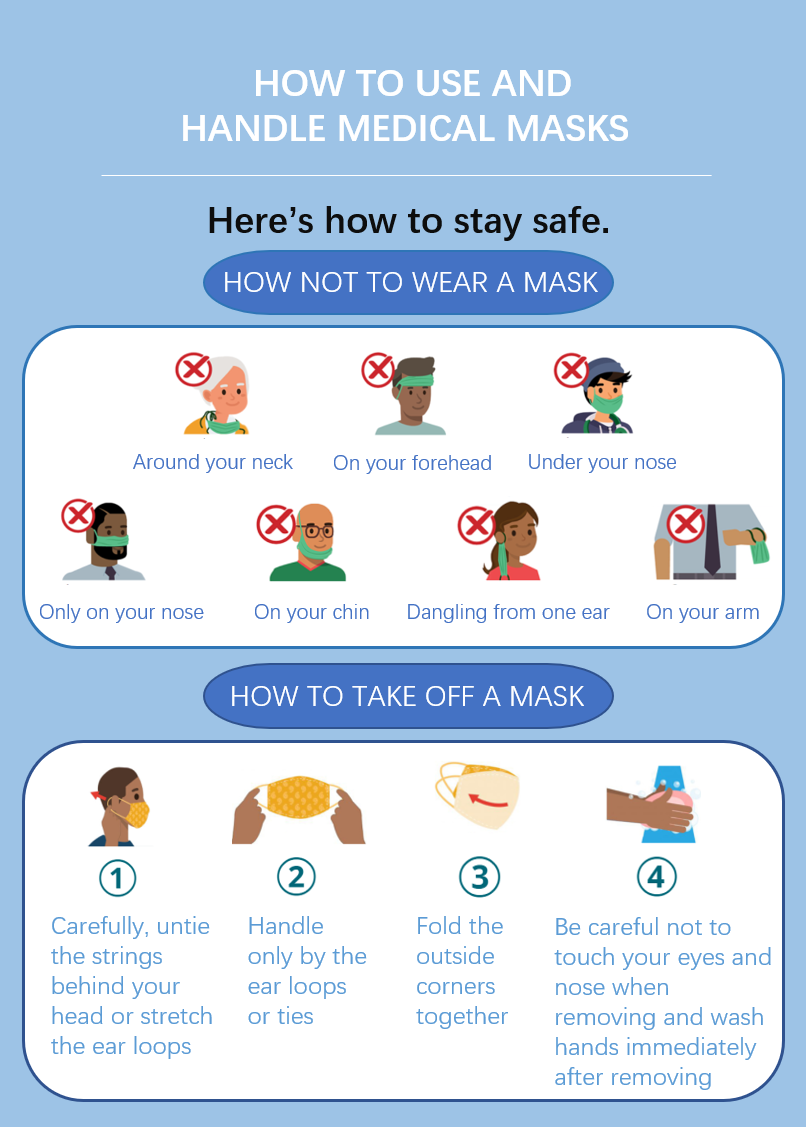 HOW TO USE AND
HANDLE MEDICAL MASKS
Here’s how to stay safe.
HOW NOT TO WEAR A MASK
Around your neck
On your forehead
Under your nose
Only on your nose
On your chin
Dangling from one ear
On your arm
HOW TO TAKE OFF A MASK
1
Carefully, untie
the strings
behind your
head or stretch
the ear loops
2
Handle
only by the
ear loops
or ties
3
Fold the
outside
corners
together
4
Be careful not to
touch your eyes and
nose when
removing and wash
hands immediately
after removing